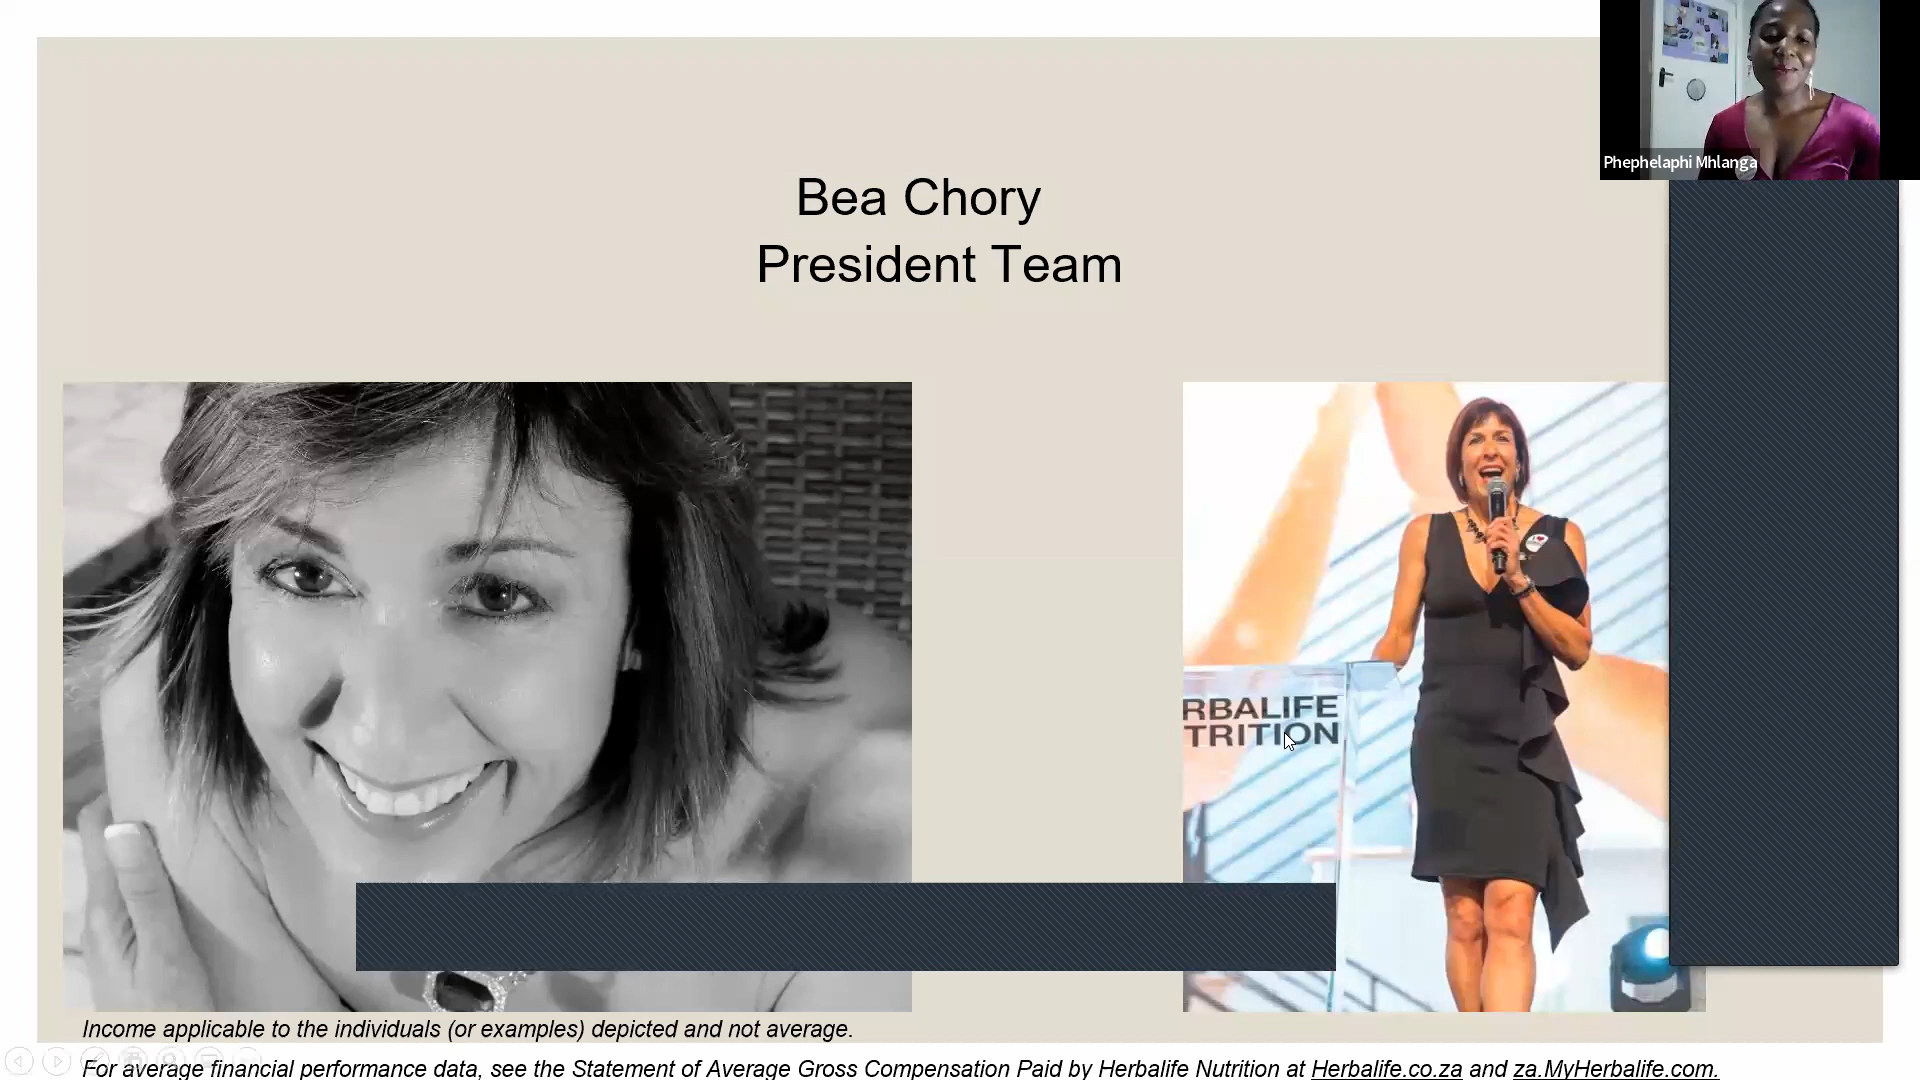 Phephelaphi Mhlanga
Bea Chory
President Team
RBALIFE
TRITION
Income applicable to the individuals (or examples) depicted and not average.
For average financial performance data, see the Statement of Average Gross Compensation Paid by Herbalife Nutrition at Herbalife.co.za and za.MyHerbalife.com.